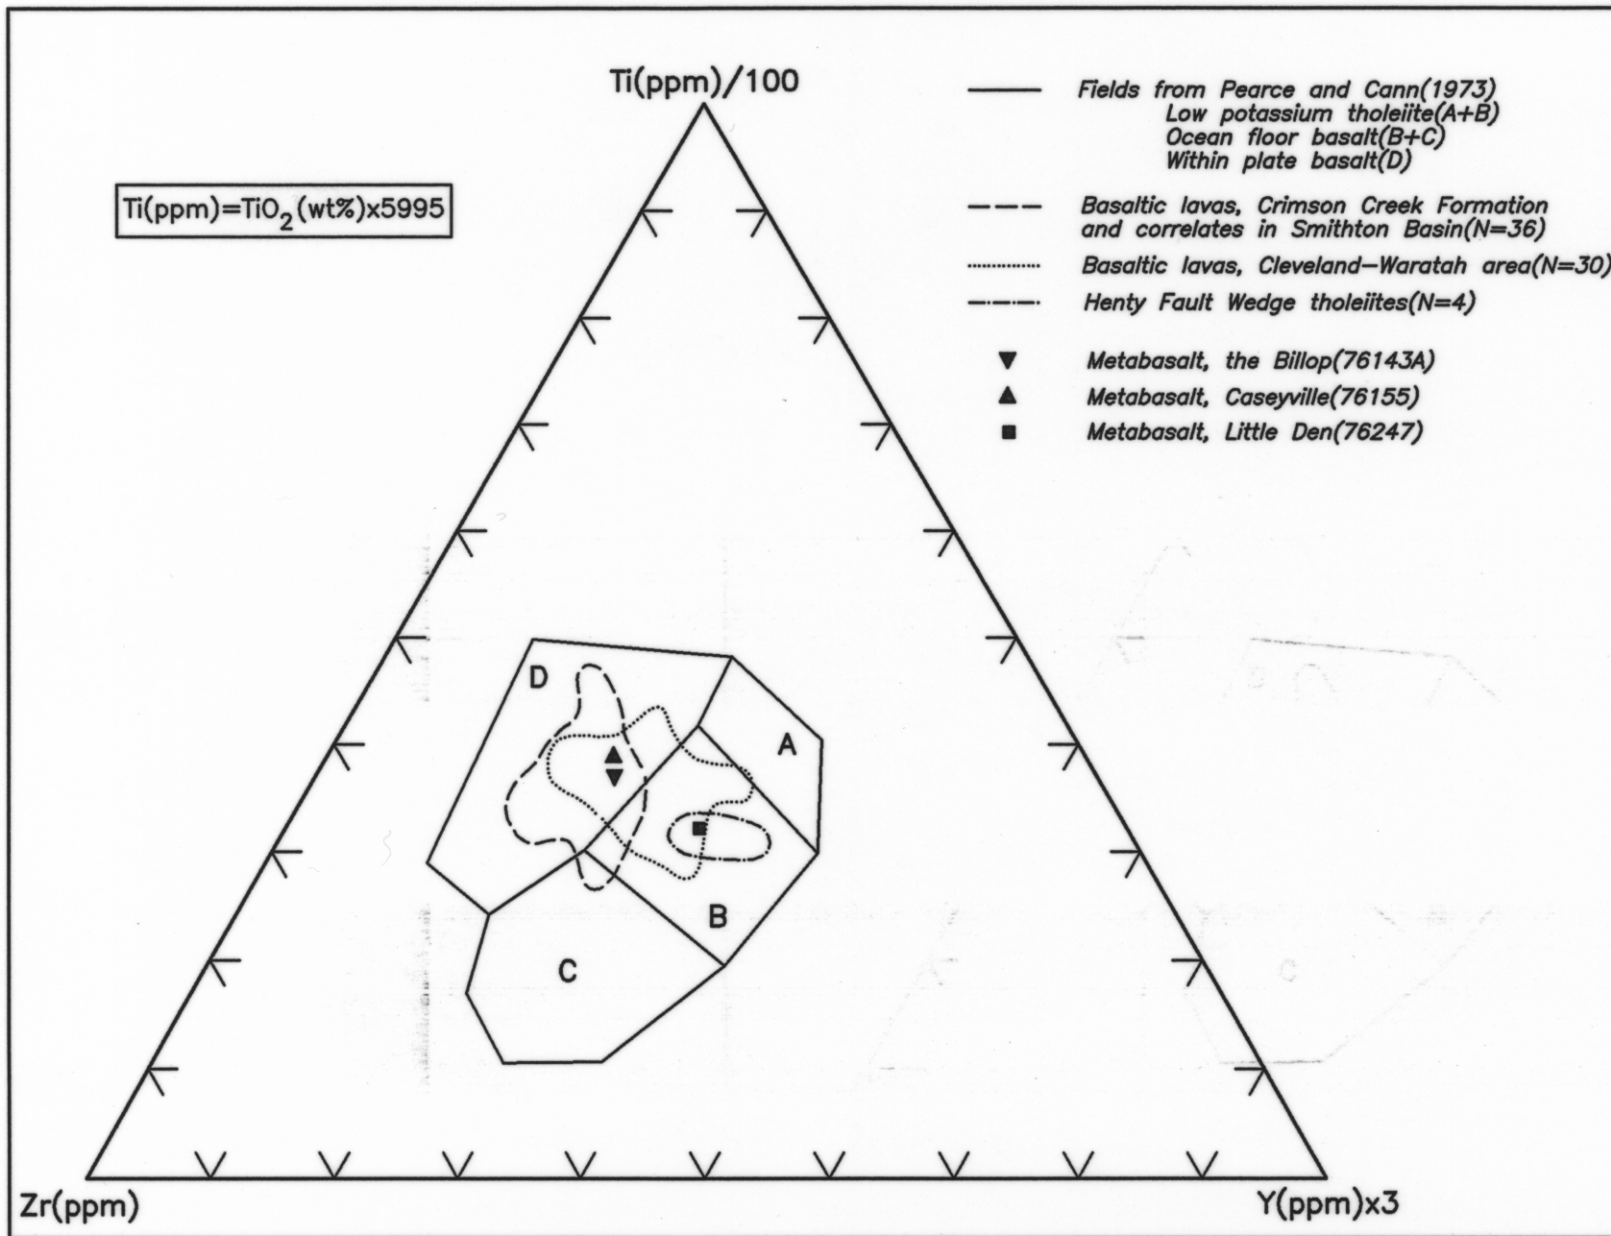 Ti(ppm)/100
Fields from Pearce and Cann(1973)
Low potassium tholeiite(A+B)
Ocean floor basalt(B+C)
Within plate basalt(D)
Ti(ppm)=TiO2(wt%)x5995
Basaltic lavas, Crimson Creek Formation
and correlates in Smithton Basin(N=36)
Basaltic lavas, Cleveland–Waratah area(N=30)
Henty Fault Wedge tholeiites(N=4)
Metabasalt, the Billop(76143A)
Metabasalt, Caseyville(76155)
Metabasalt, Little Den(76247)
D
A
B
C
Zr(ppm)
Y(ppm)x3